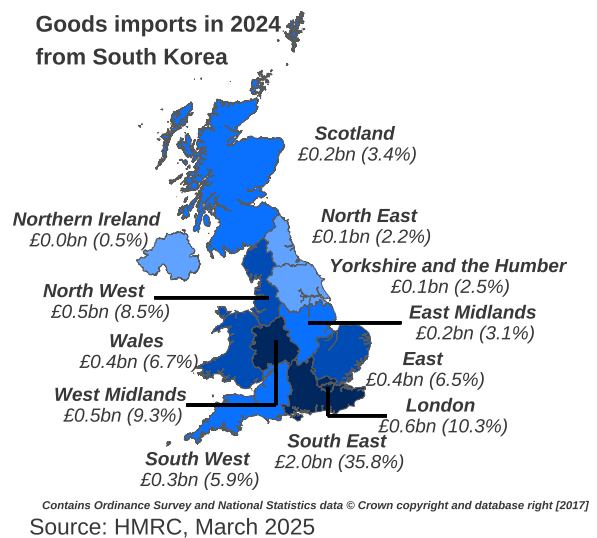 Goods imports in 2024
from South Korea
Scotland
£0.2bn (3.4%)
Northern Ireland
£0.0bn (0.5%)
North East
£0.1bn (2.2%)
Yorkshire and the Humber
£0.1bn (2.5%)
North West
£0.5bn (8.5%)
East Midlands
£0.2bn (3.1%)
Wales
£0.4bn (6.7%)
East
£0.4bn (6.5%)
West Midlands
£0.5bn (9.3%)
London
£0.6bn (10.3%)
South East
£2.0bn (35.8%)
South West
£0.3bn (5.9%)
Contains Ordinance Survey and National Statistics data © Crown copyright and database right [2017]
Source: HMRC, March 2025